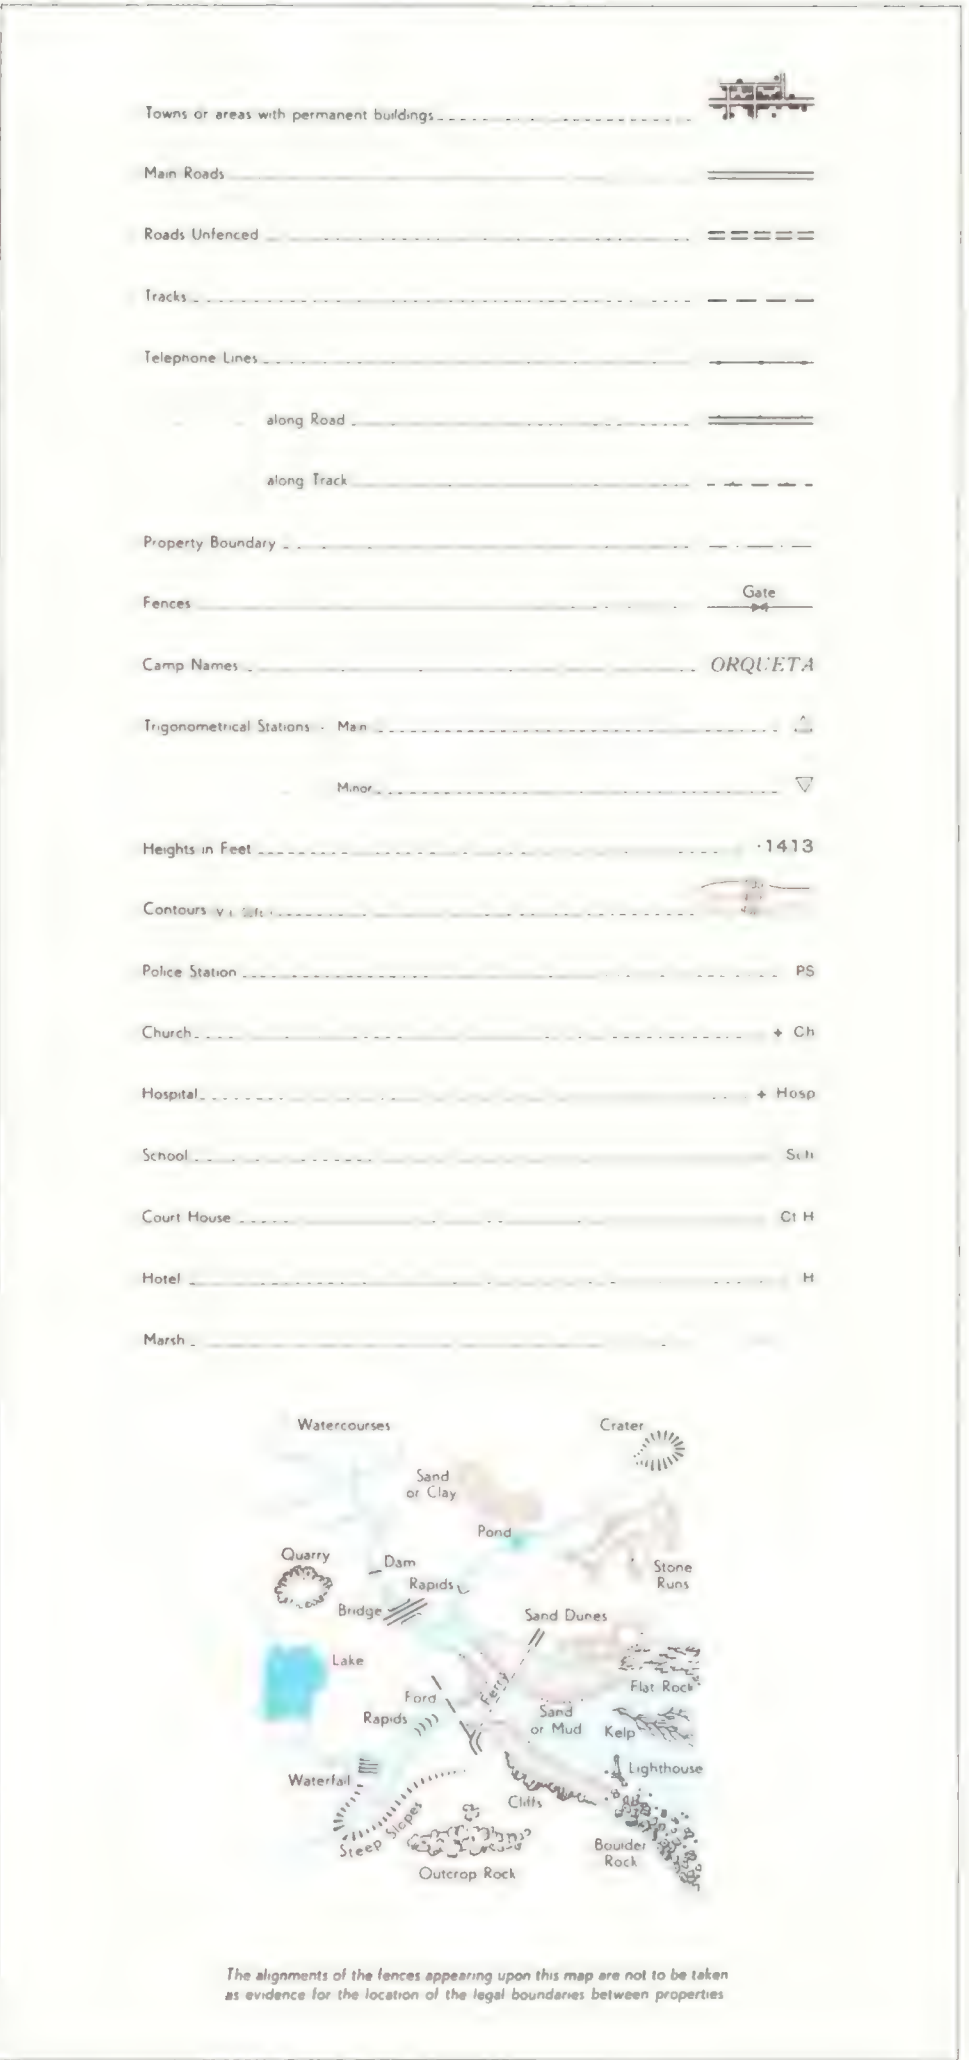 Towns or areas with permanent buildings
Main Roads
Roads Unfenced
Tracks
Telephone Lines
along Road
along Track
Property Boundary
Gate
Fences
Camp Names ORQUETA
Trigonometrical Stations - Main
Minor
Heights in Feet ·1413
Contours
Police Station PS
Church + Ch
Hospital + Hosp
School Sch
Court House Ct H
Hotel H
Marsh
Watercourses
Crater
Sand
or Clay
Pond
Quarry
Dam
Stone
Runs
Rapids
Bridge
Sand Dunes
Lake
Flat Rock
Ferry
Ford
Sand
or Mud
Rapids
Kelp
Lighthouse
Waterfall
Cliffs
Steep Slopes
Boulder
Rock
Outcrop Rock
The alignments of the fences appearing upon this map are not to be taken
as evidence for the location of the legal boundaries between properties